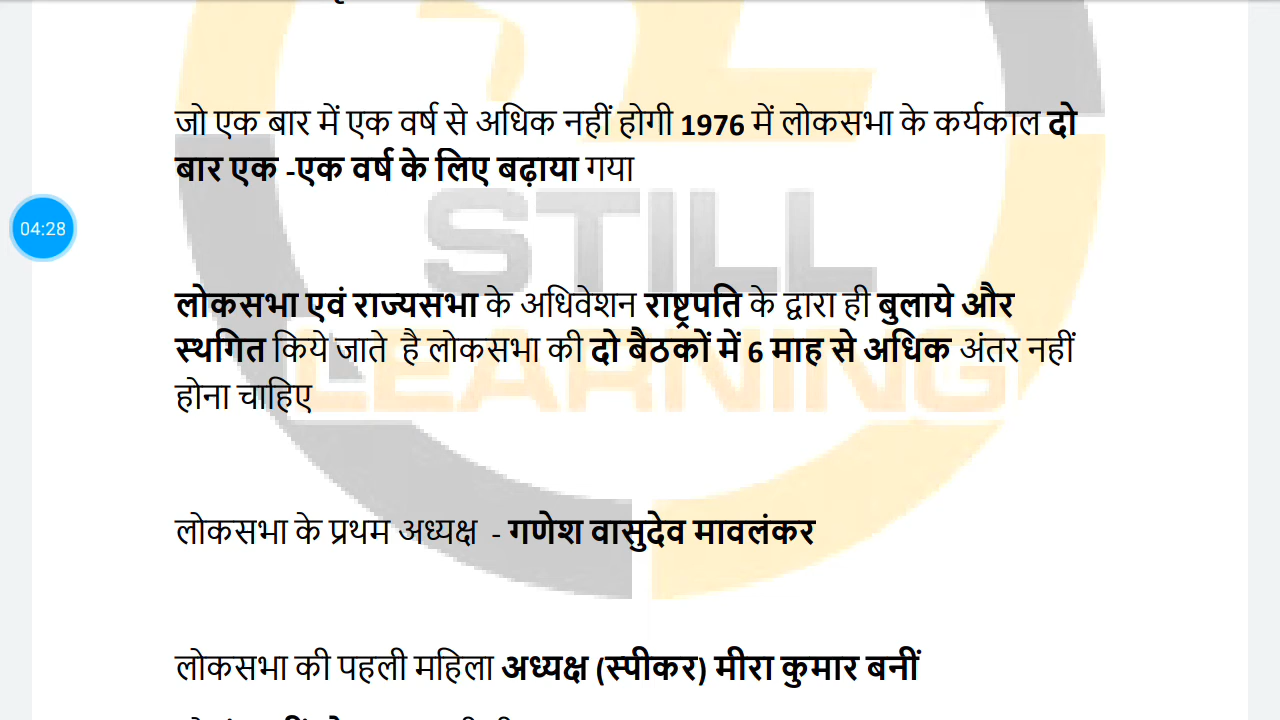 जो एक बार में एक वर्ष से अधिक नहीं होगी 1976 में लोकसभा के कर्यकाल दो
बार एक -एक वर्ष के लिए बढ़ाया गया
STILL
04:28
लोकसभा एवं राज्यसभा के अधिवेशन राष्ट्रपति के द्वारा ही बुलाये और
स्थगित किये जाते है लोकसभा की दो बैठकों में 6 माह से अधिक अंतर नहीं
LEARNING
होना चाहिए
लोकसभा के प्रथम अध्यक्ष - गणेश वासुदेव मावलंकर
लोकसभा की पहली महिला अध्यक्ष (स्पीकर) मीरा कुमार बनीं